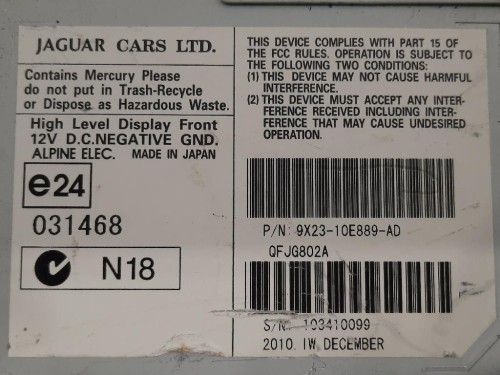 JAGUAR CARS LTD.
Contains Mercury Please
do not put in Trash-Recycle
or Dispose as Hazardous Waste.
High Level Display Front
12V D.C.NEGATIVE GND.
ALPINE ELEC. MADE IN JAPAN
e24
031468
N18
THIS DEVICE COMPLIES WITH PART 15 OF
THE FCC RULES. OPERATION IS SUBJECT TO
THE FOLLOWING TWO CONDITIONS:
(1) THIS DEVICE MAY NOT CAUSE HARMFUL
INTERFERENCE.
(2) THIS DEVICE MUST ACCEPT ANY INTER-
FERENCE RECEIVED INCLUDING INTER-
FERENCE THAT MAY CAUSE UNDESIRED
OPERATION.
P/N: 9X23-10E889-AD
QFJG802A
S/N: 103410099
2010. 1W. DECEMBER